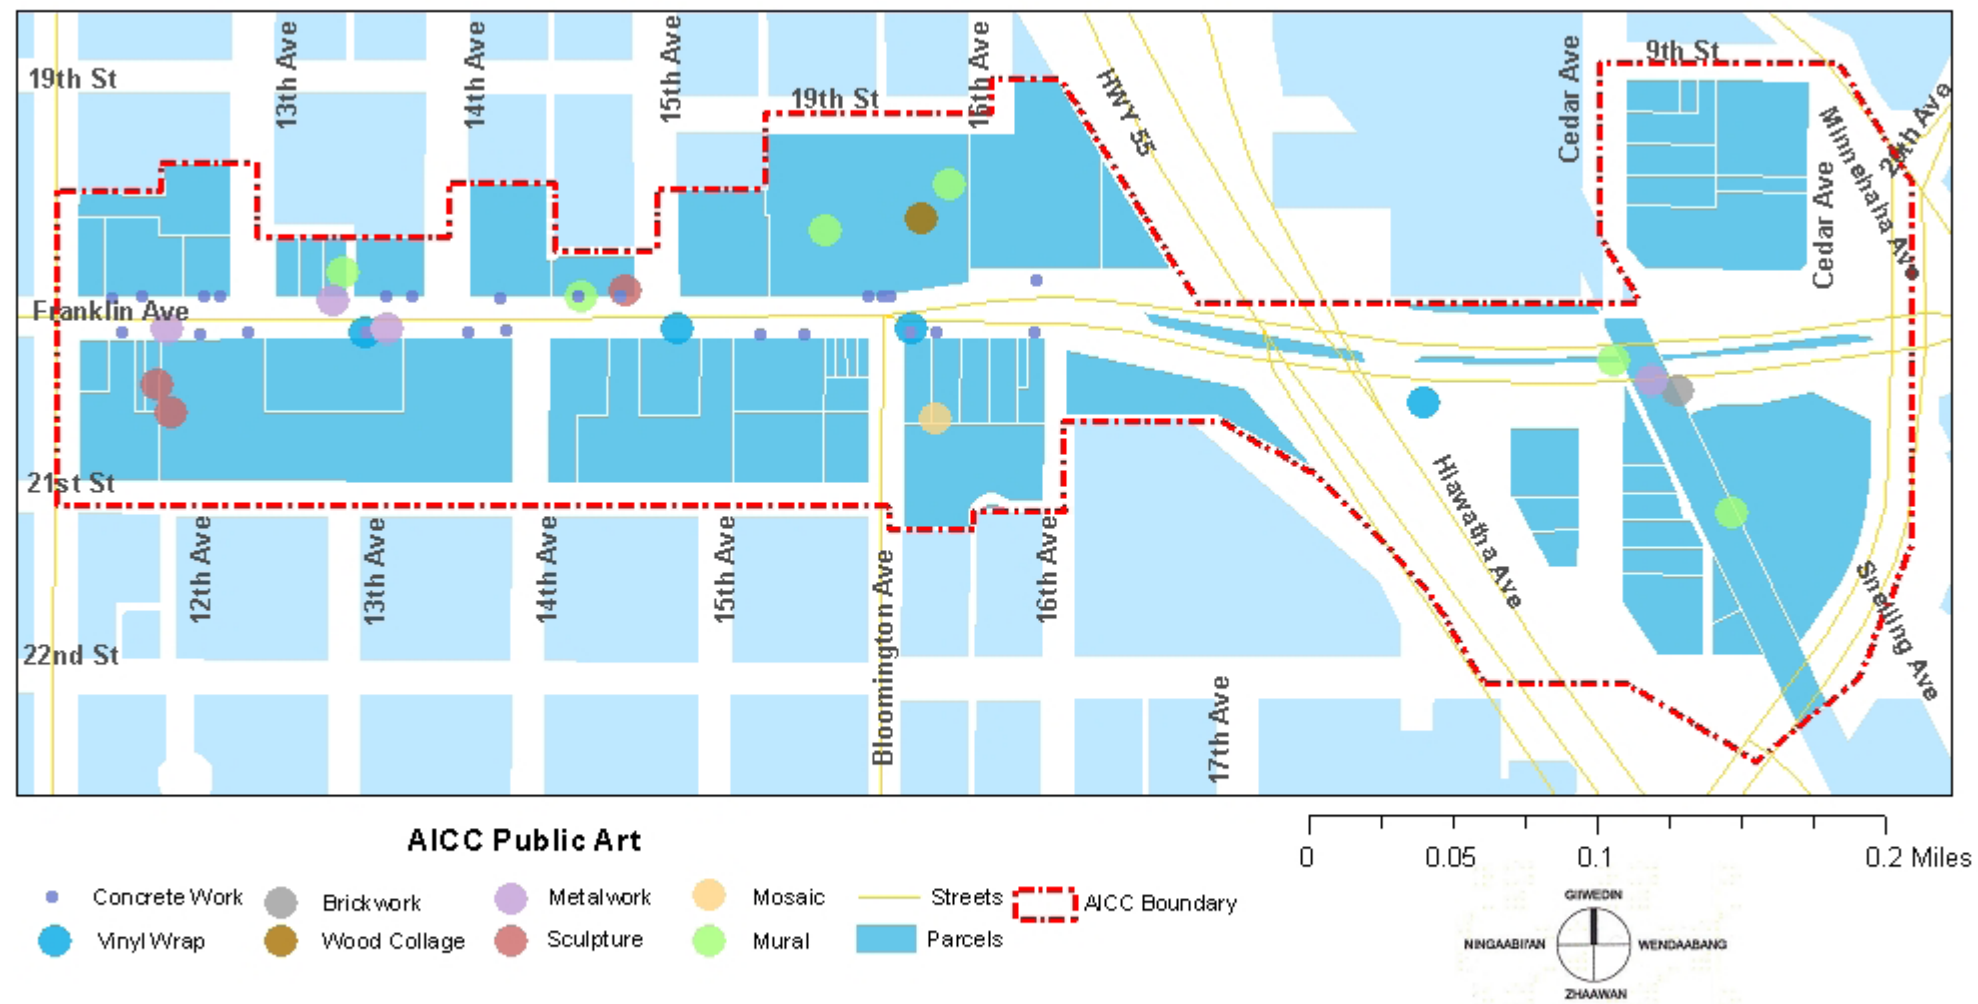 19th St
13th Ave
14th Ave
15th Ave
19th St
16th Ave
HWY 55
Cedar Ave
9th St
Minnehaha Av
Cedar Ave
Franklin Ave
21st St
12th Ave
13th Ave
14th Ave
15th Ave
Bloomington Ave
16th Ave
Hiawatha Ave
Snelling Ave
22nd St
17th Ave
AICC Public Art
Concrete Work
Brickwork
Metalwork
Mosaic
Streets
AICC Boundary
Vinyl Wrap
Wood Collage
Sculpture
Mural
Parcels
0 0.05 0.1 0.2 Miles
GIIWEDIN
NINGAABII'AN
WENDAABANG
ZHAAWAN